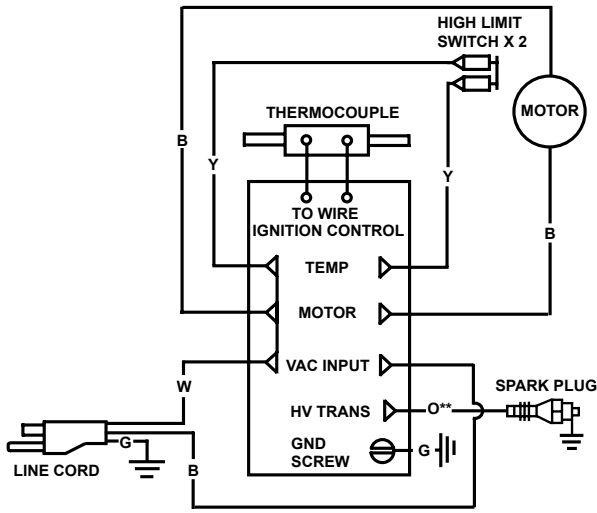 HIGH LIMIT
SWITCH X 2
THERMOCOUPLE
MOTOR
B
Y
Y
TO WIRE
IGNITION CONTROL
B
TEMP
MOTOR
VAC INPUT
W
SPARK PLUG
HV TRANS
O**
G
GND
SCREW
G
LINE CORD
B